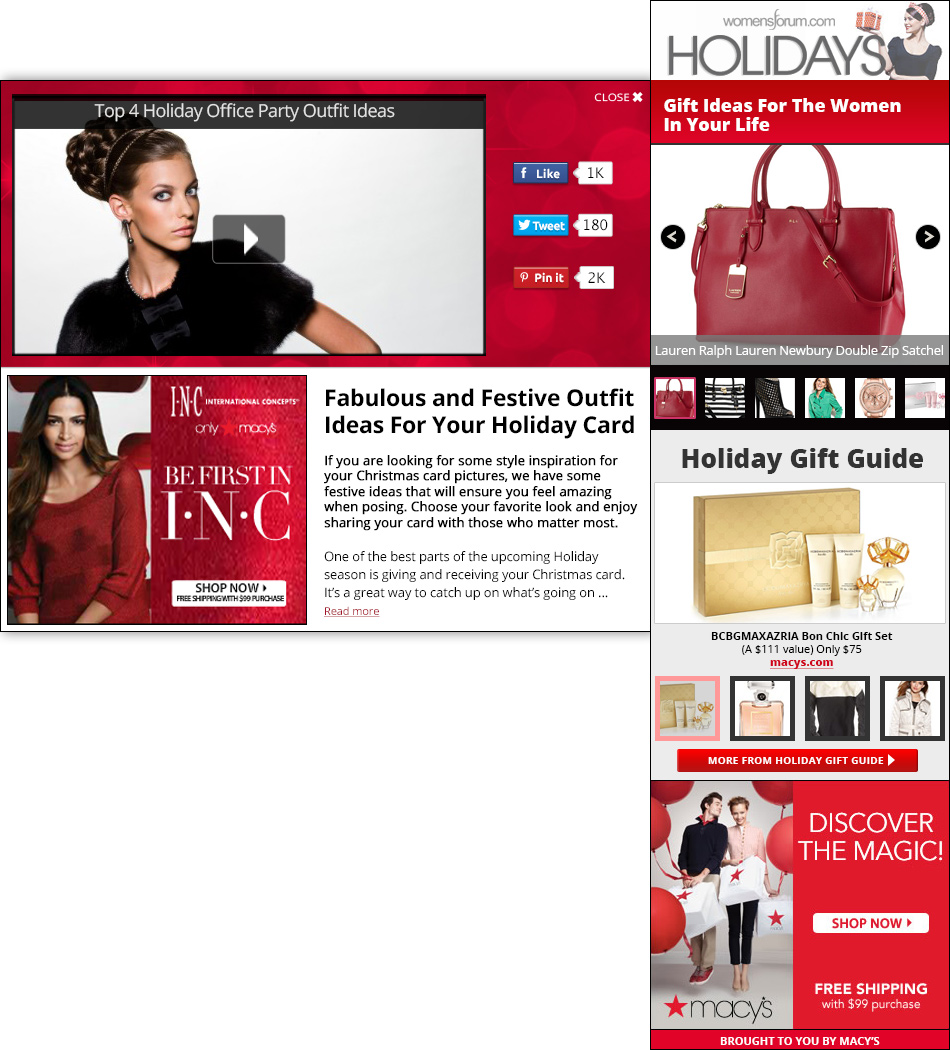 womensforum.com
HOLIDAYS
Gift Ideas For The Women
In Your Life
CLOSE ✖
Top 4 Holiday Office Party Outfit Ideas
f Like
1K
Tweet
180
Pin it
2K
<
>
Lauren Ralph Lauren Newbury Double Zip Satchel
I·N·C INTERNATIONAL CONCEPTS®
only ★ macy's
BE FIRST IN
I·N·C
SHOP NOW
FREE SHIPPING WITH $99 PURCHASE
Fabulous and Festive Outfit
Ideas For Your Holiday Card
If you are looking for some style inspiration for
your Christmas card pictures, we have some
festive ideas that will ensure you feel amazing
when posing. Choose your favorite look and enjoy
sharing your card with those who matter most.
One of the best parts of the upcoming Holiday
season is giving and receiving your Christmas card.
It's a great way to catch up on what's going on ...
Read more
Holiday Gift Guide
BCBGMAXAZRIA Bon Chic Gift Set
(A $111 value) Only $75
macys.com
MORE FROM HOLIDAY GIFT GUIDE
DISCOVER
THE MAGIC!
SHOP NOW
FREE SHIPPING
with $99 purchase
★macy's
BROUGHT TO YOU BY MACY'S